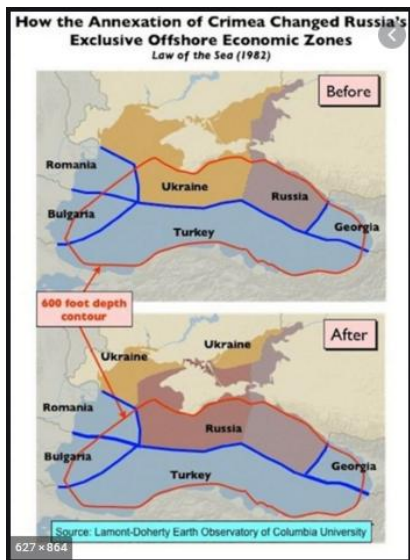 How the Annexation of Crimea Changed Russia's
Exclusive Offshore Economic Zones
Law of the Sea (1982)
Before
Romania
Ukraine
Russia
Bulgaria
Georgia
Turkey
600 foot depth
contour
After
Ukraine
Ukraine
Romania
Russia
Bulgaria
Georgia
Turkey
Source: Lamont-Doherty Earth Observatory of Columbia University
627 × 864